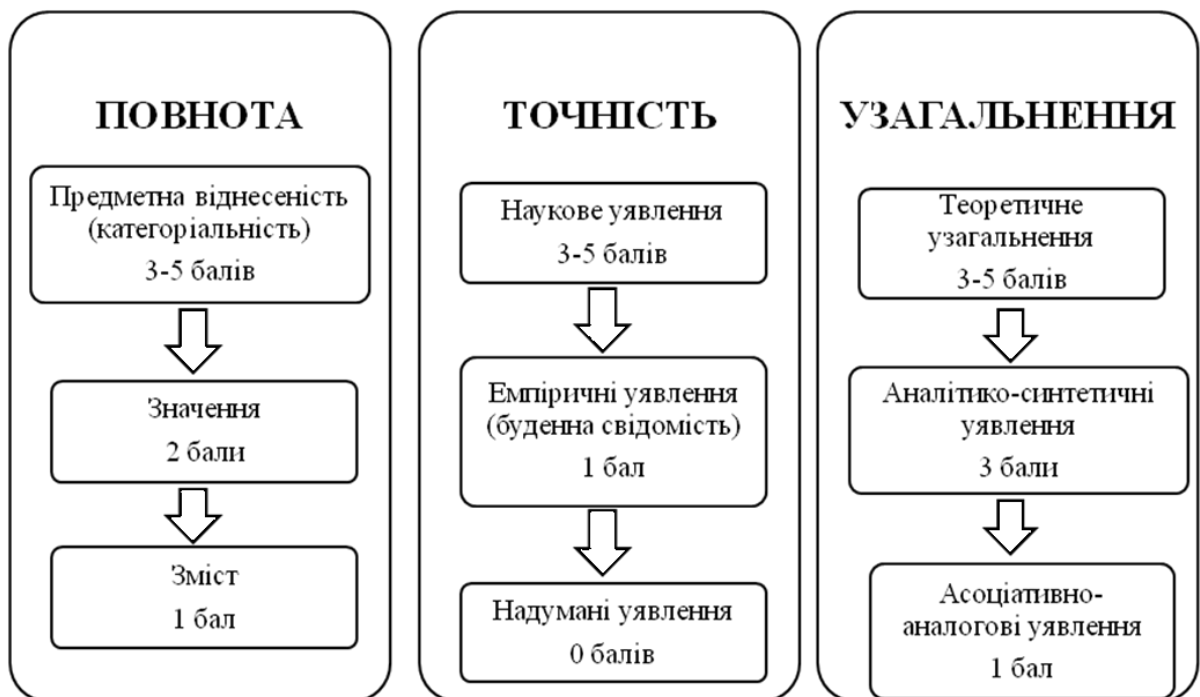 ПОВНОТА
Предметна віднесеність
(категоріальність)
3-5 балів
Значення
2 бали
Зміст
1 бал
ТОЧНІСТЬ
Наукове уявлення
3-5 балів
Емпіричні уявлення
(буденна свідомість)
1 бал
Надумані уявлення
0 балів
УЗАГАЛЬНЕННЯ
Теоретичне
узагальнення
3-5 балів
Аналітико-синтетичні
уявлення
3 бали
Асоціативно-
аналогові уявлення
1 бал